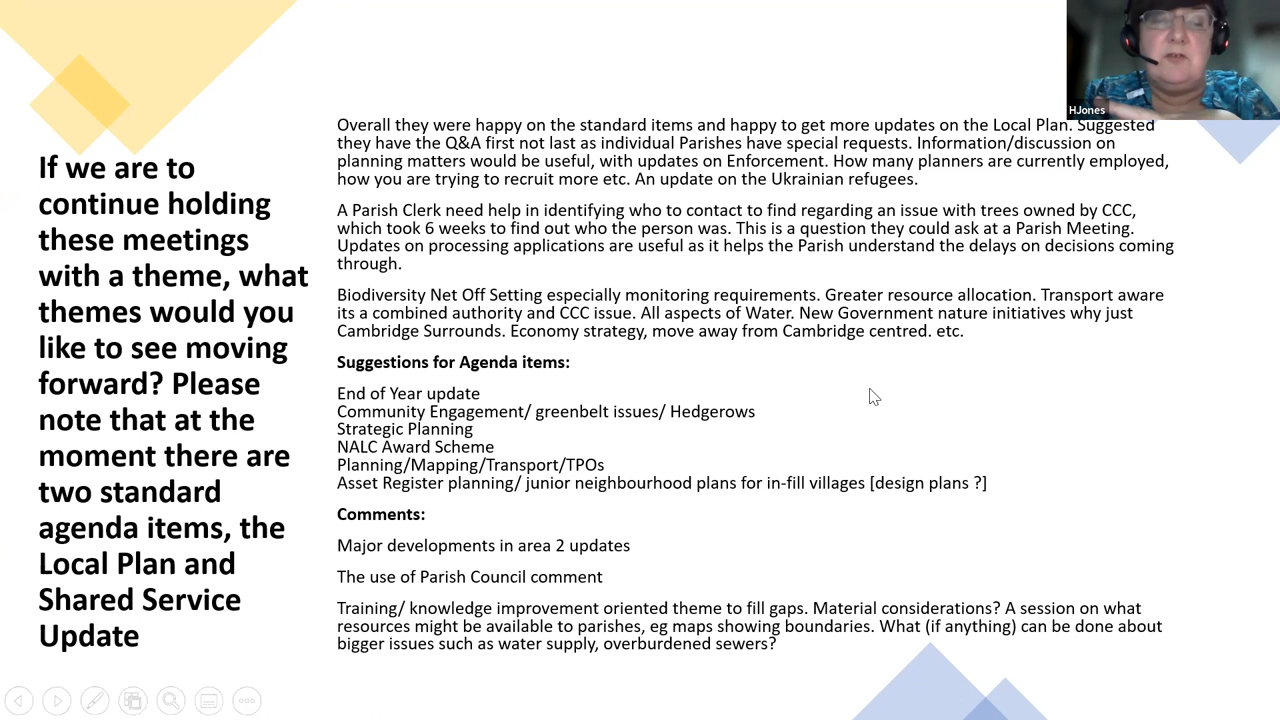 HJones
If we are to
continue holding
these meetings
with a theme, what
themes would you
like to see moving
forward? Please
note that at the
moment there are
two standard
agenda items, the
Local Plan and
Shared Service
Update
Overall they were happy on the standard items and happy to get more updates on the Local Plan. Suggested
they have the Q&A first not last as individual Parishes have special requests. Information/discussion on
planning matters would be useful, with updates on Enforcement. How many planners are currently employed,
how you are trying to recruit more etc. An update on the Ukrainian refugees.
A Parish Clerk need help in identifying who to contact to find regarding an issue with trees owned by CCC,
which took 6 weeks to find out who the person was. This is a question they could ask at a Parish Meeting.
Updates on processing applications are useful as it helps the Parish understand the delays on decisions coming
through.
Biodiversity Net Off Setting especially monitoring requirements. Greater resource allocation. Transport aware
its a combined authority and CCC issue. All aspects of Water. New Government nature initiatives why just
Cambridge Surrounds. Economy strategy, move away from Cambridge centred. etc.
Suggestions for Agenda items:
End of Year update
Community Engagement/ greenbelt issues/ Hedgerows
Strategic Planning
NALC Award Scheme
Planning/Mapping/Transport/TPOs
Asset Register planning/ junior neighbourhood plans for in-fill villages [design plans ?]
Comments:
Major developments in area 2 updates
The use of Parish Council comment
Training/ knowledge improvement oriented theme to fill gaps. Material considerations? A session on what
resources might be available to parishes, eg maps showing boundaries. What (if anything) can be done about
bigger issues such as water supply, overburdened sewers?